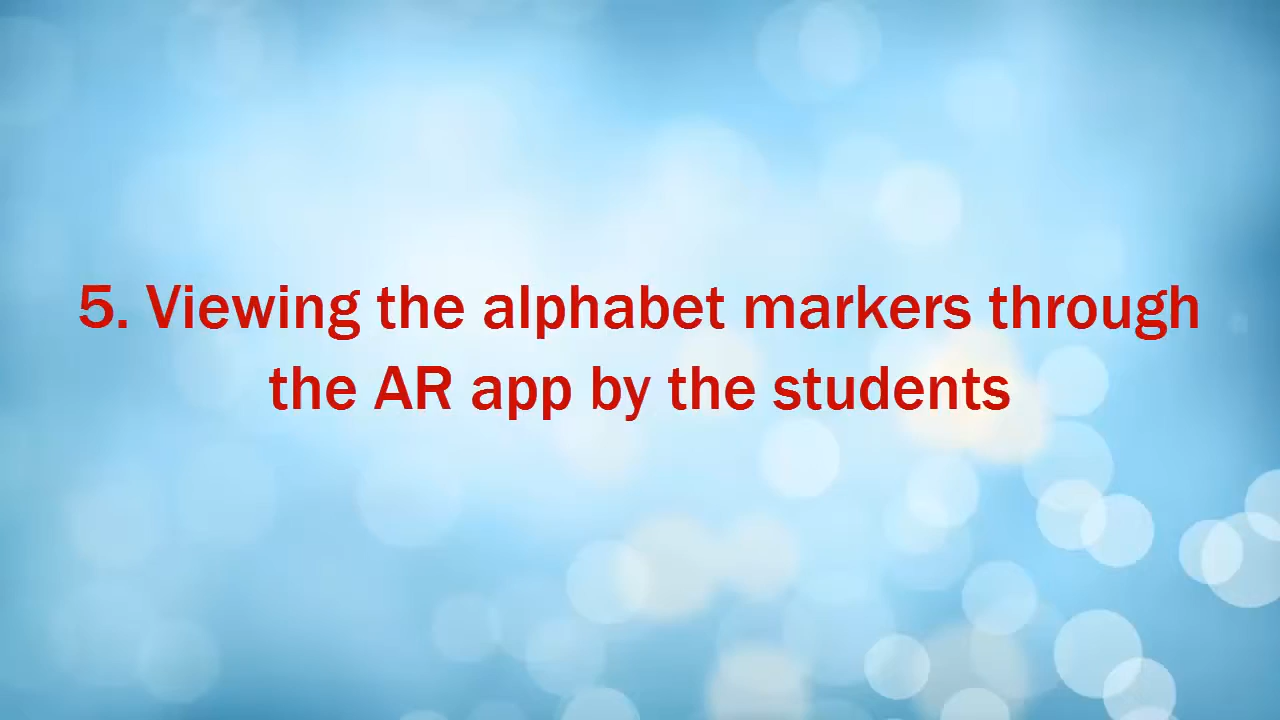 5. Viewing the alphabet markers through
the AR app by the students